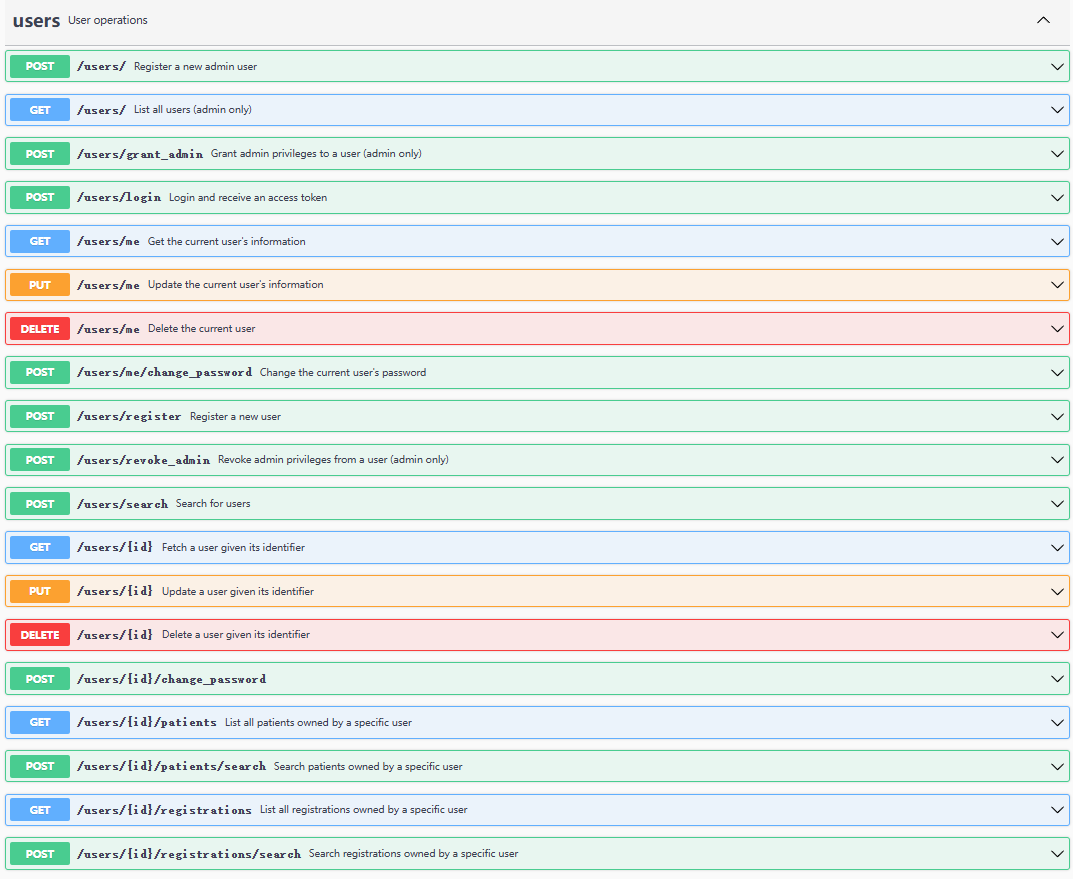 users User operations
POST /users/ Register a new admin user
GET /users/ List all users (admin only)
POST /users/grant_admin Grant admin privileges to a user (admin only)
POST /users/login Login and receive an access token
GET /users/me Get the current user's information
PUT /users/me Update the current user's information
DELETE /users/me Delete the current user
POST /users/me/change_password Change the current user's password
POST /users/register Register a new user
POST /users/revoke_admin Revoke admin privileges from a user (admin only)
POST /users/search Search for users
GET /users/{id} Fetch a user given its identifier
PUT /users/{id} Update a user given its identifier
DELETE /users/{id} Delete a user given its identifier
POST /users/{id}/change_password
GET /users/{id}/patients List all patients owned by a specific user
POST /users/{id}/patients/search Search patients owned by a specific user
GET /users/{id}/registrations List all registrations owned by a specific user
POST /users/{id}/registrations/search Search registrations owned by a specific user